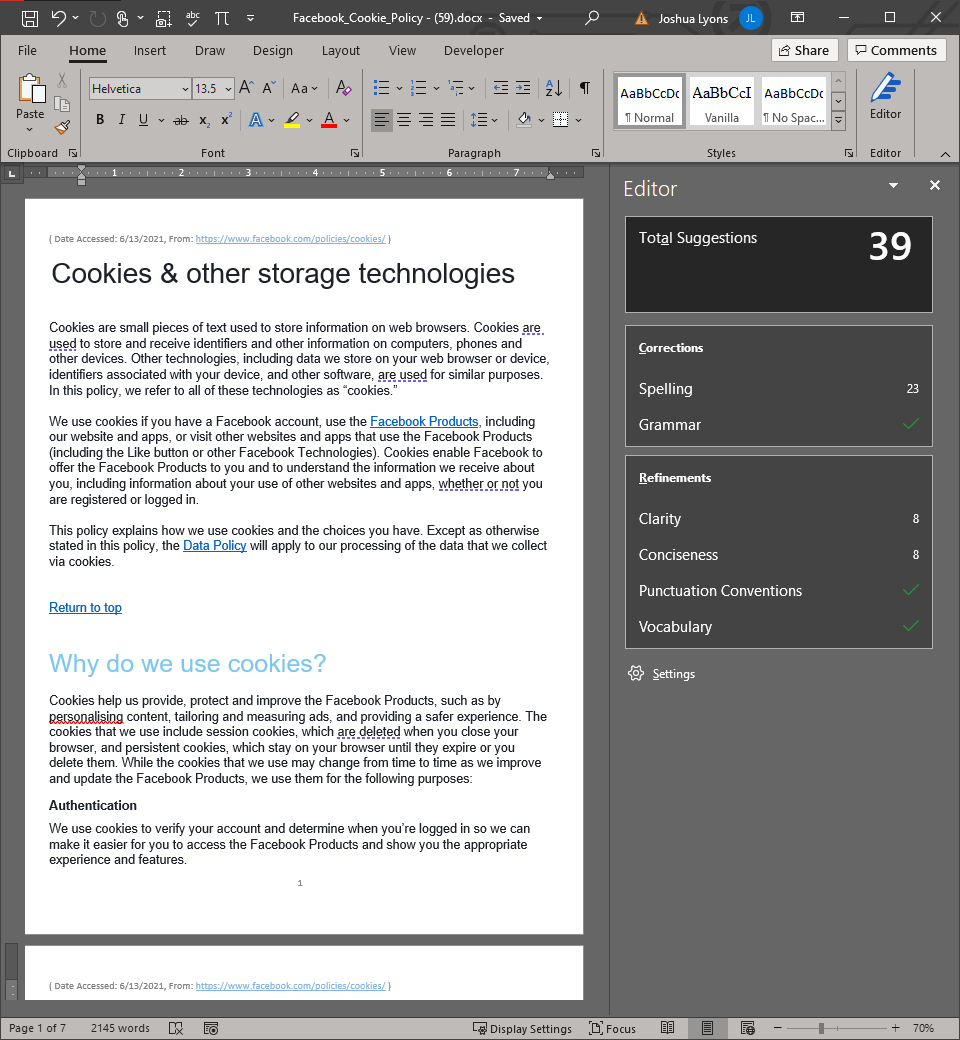 abc
Facebook_Cookie_Policy - (59).docx - Saved
Joshua Lyons
JL
File
Home
Insert
Draw
Design
Layout
View
Developer
Share
Comments
Paste
Helvetica
13.5
A^
Aˇ
Aa
A
B
I
U
ab
x₂
x²
A
A
¶
AaBbCcDc
¶ Normal
AaBbCcI
Vanilla
AaBbCcDc
¶ No Spac...
Editor
Clipboard
Font
Paragraph
Styles
Editor
L
1 2 3 4 5 6 7
( Date Accessed: 6/13/2021, From: https://www.facebook.com/policies/cookies/ )
Cookies & other storage technologies
Cookies are small pieces of text used to store information on web browsers. Cookies are
used to store and receive identifiers and other information on computers, phones and
other devices. Other technologies, including data we store on your web browser or device,
identifiers associated with your device, and other software, are used for similar purposes.
In this policy, we refer to all of these technologies as “cookies.”
We use cookies if you have a Facebook account, use the Facebook Products, including
our website and apps, or visit other websites and apps that use the Facebook Products
(including the Like button or other Facebook Technologies). Cookies enable Facebook to
offer the Facebook Products to you and to understand the information we receive about
you, including information about your use of other websites and apps, whether or not you
are registered or logged in.
This policy explains how we use cookies and the choices you have. Except as otherwise
stated in this policy, the Data Policy will apply to our processing of the data that we collect
via cookies.
Return to top
Why do we use cookies?
Cookies help us provide, protect and improve the Facebook Products, such as by
personalising content, tailoring and measuring ads, and providing a safer experience. The
cookies that we use include session cookies, which are deleted when you close your
browser, and persistent cookies, which stay on your browser until they expire or you
delete them. While the cookies that we use may change from time to time as we improve
and update the Facebook Products, we use them for the following purposes:
Authentication
We use cookies to verify your account and determine when you’re logged in so we can
make it easier for you to access the Facebook Products and show you the appropriate
experience and features.
1
( Date Accessed: 6/13/2021, From: https://www.facebook.com/policies/cookies/ )
Editor
Total Suggestions
39
Corrections
Spelling 23
Grammar
Refinements
Clarity 8
Conciseness 8
Punctuation Conventions
Vocabulary
Settings
Page 1 of 7
2145 words
Display Settings
Focus
70%